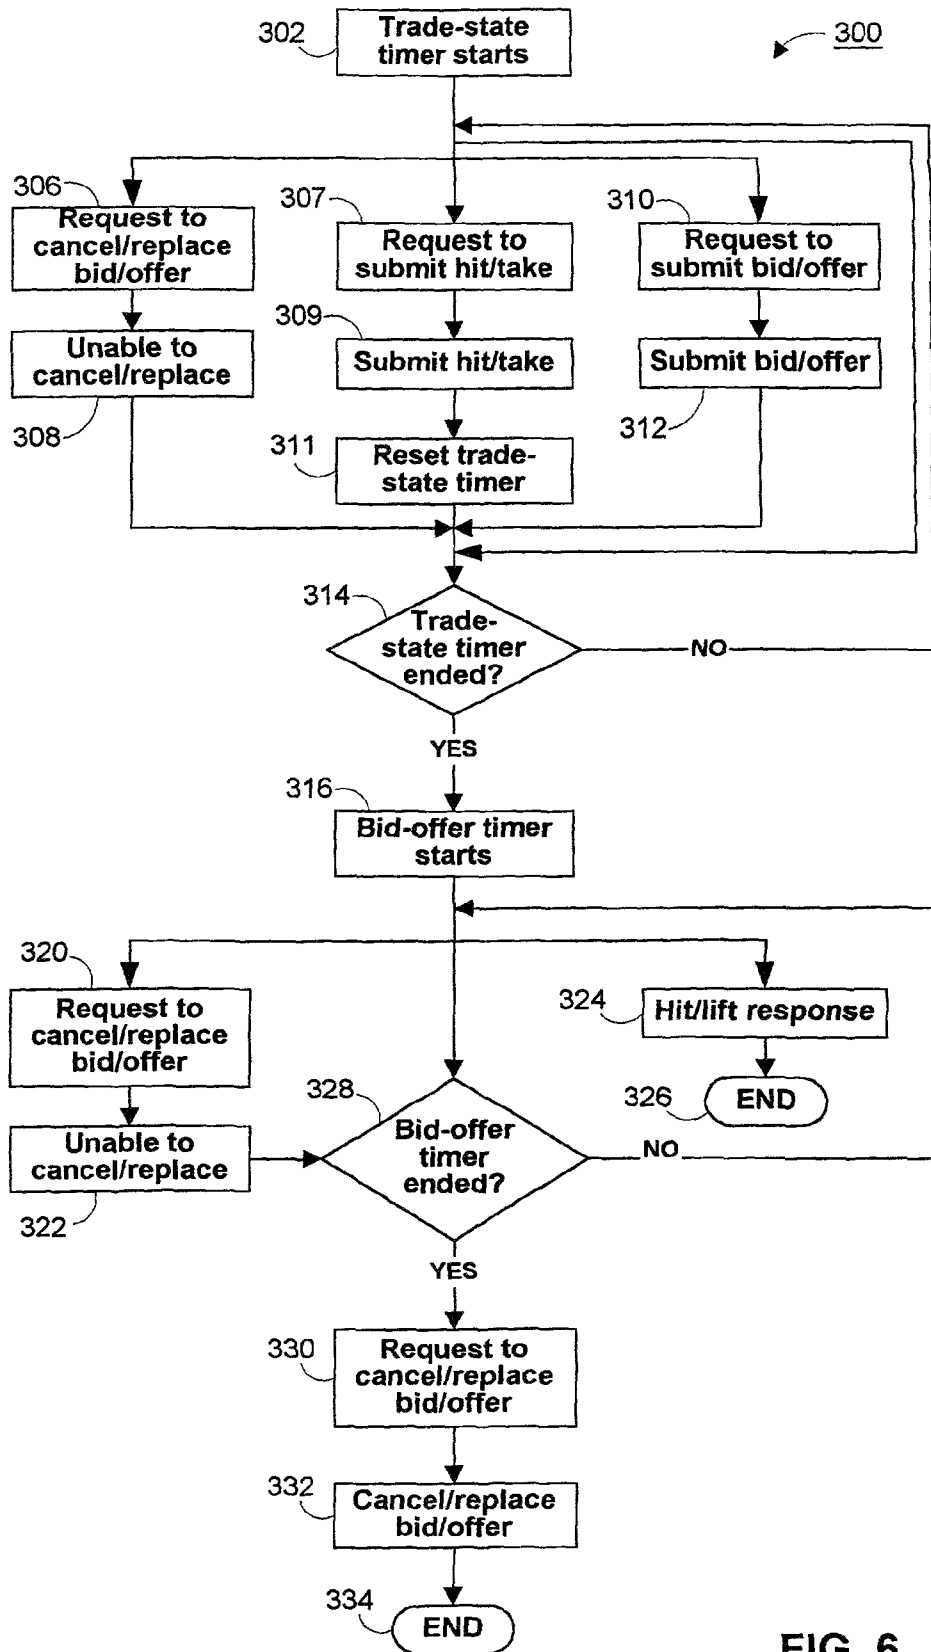 302
Trade-state
timer starts
300
306
Request to
cancel/replace
bid/offer
307
Request to
submit hit/take
310
Request to
submit bid/offer
Unable to
cancel/replace
308
309
Submit hit/take
Submit bid/offer
312
311
Reset trade-
state timer
314
Trade-
state timer
ended?
NO
YES
316
Bid-offer timer
starts
320
Request to
cancel/replace
bid/offer
324
Hit/lift response
326
END
Unable to
cancel/replace
322
328
Bid-offer
timer
ended?
NO
YES
330
Request to
cancel/replace
bid/offer
332
Cancel/replace
bid/offer
334
END
FIG. 6